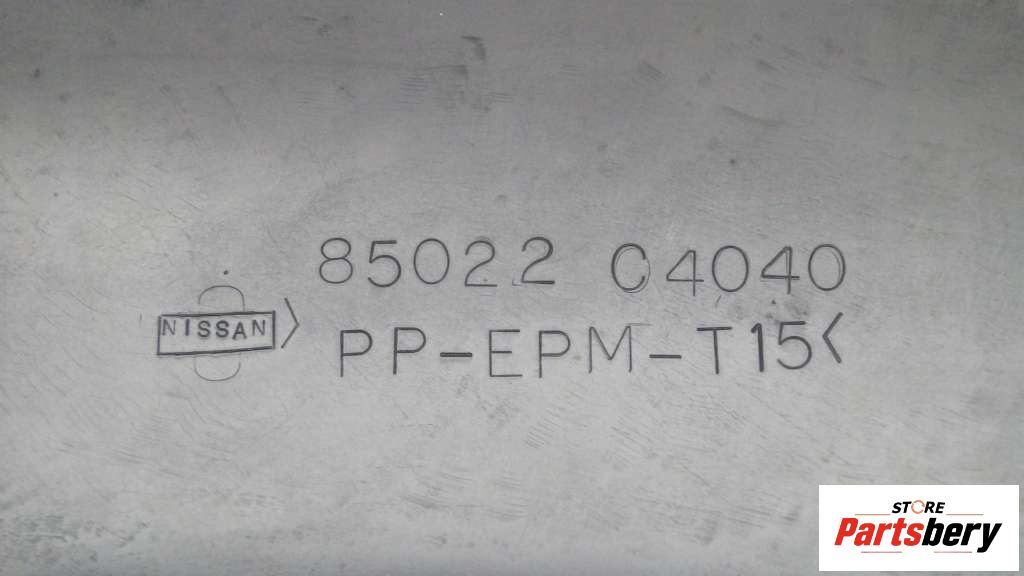 85022 C4040
NISSAN
>PP-EPM-T15<
STORE
Partsbery